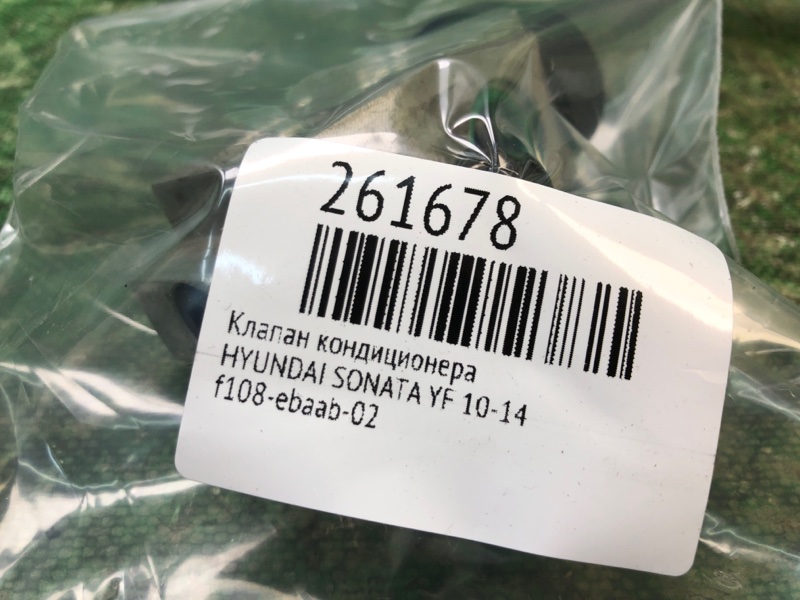 261678
Клапан кондиционера
HYUNDAI SONATA YF 10-14
f108-ebaab-02